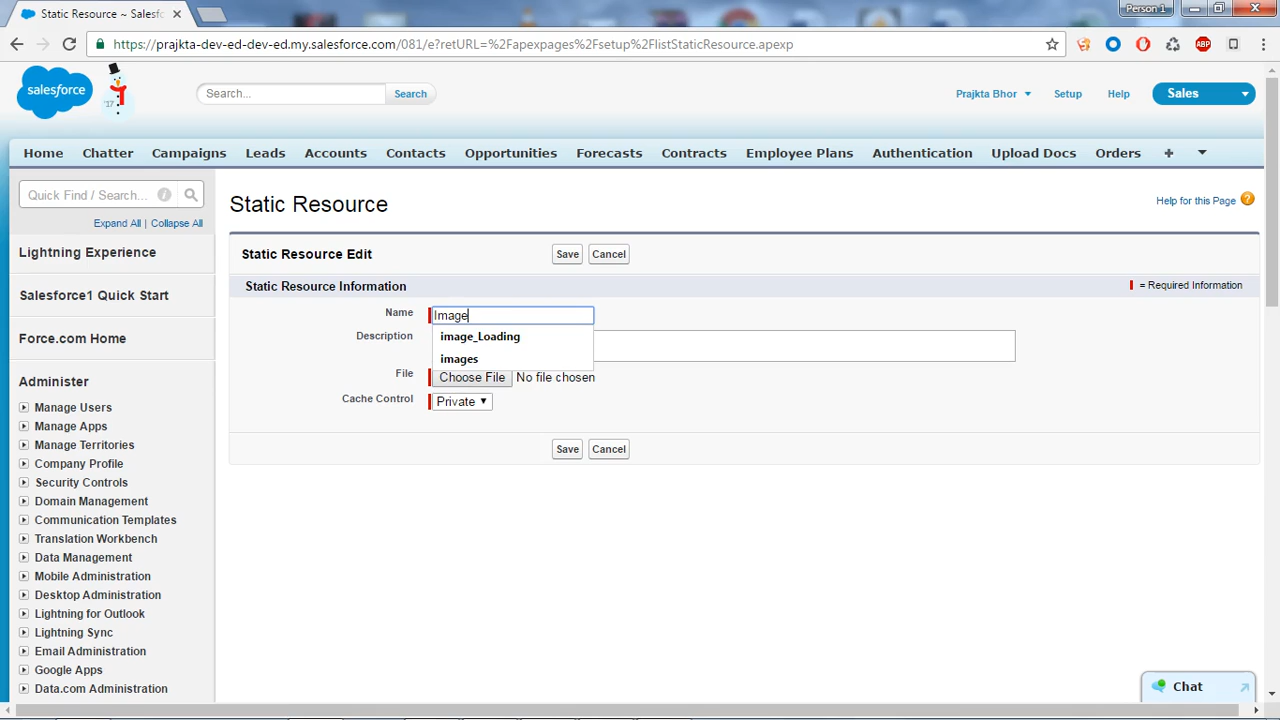 Static Resource ~ Salesfo
Person 1
https://prajkta-dev-ed-dev-ed.my.salesforce.com/081/e?retURL=%2Fapexpages%2Fsetup%2FlistStaticResource.apexp
ABP
salesforce
'17
Search...
Search
Prajkta Bhor
Setup
Help
Sales
Home
Chatter
Campaigns
Leads
Accounts
Contacts
Opportunities
Forecasts
Contracts
Employee Plans
Authentication
Upload Docs
Orders
+
Quick Find / Search...
i
Expand All | Collapse All
Lightning Experience
Salesforce1 Quick Start
Force.com Home
Administer
Manage Users
Manage Apps
Manage Territories
Company Profile
Security Controls
Domain Management
Communication Templates
Translation Workbench
Data Management
Mobile Administration
Desktop Administration
Lightning for Outlook
Lightning Sync
Email Administration
Google Apps
Data.com Administration
Static Resource
Help for this Page ?
Static Resource Edit
Save
Cancel
Static Resource Information
= Required Information
Name
Image
image_Loading
images
Description
File
Choose File No file chosen
Cache Control
Private
Save
Cancel
Chat